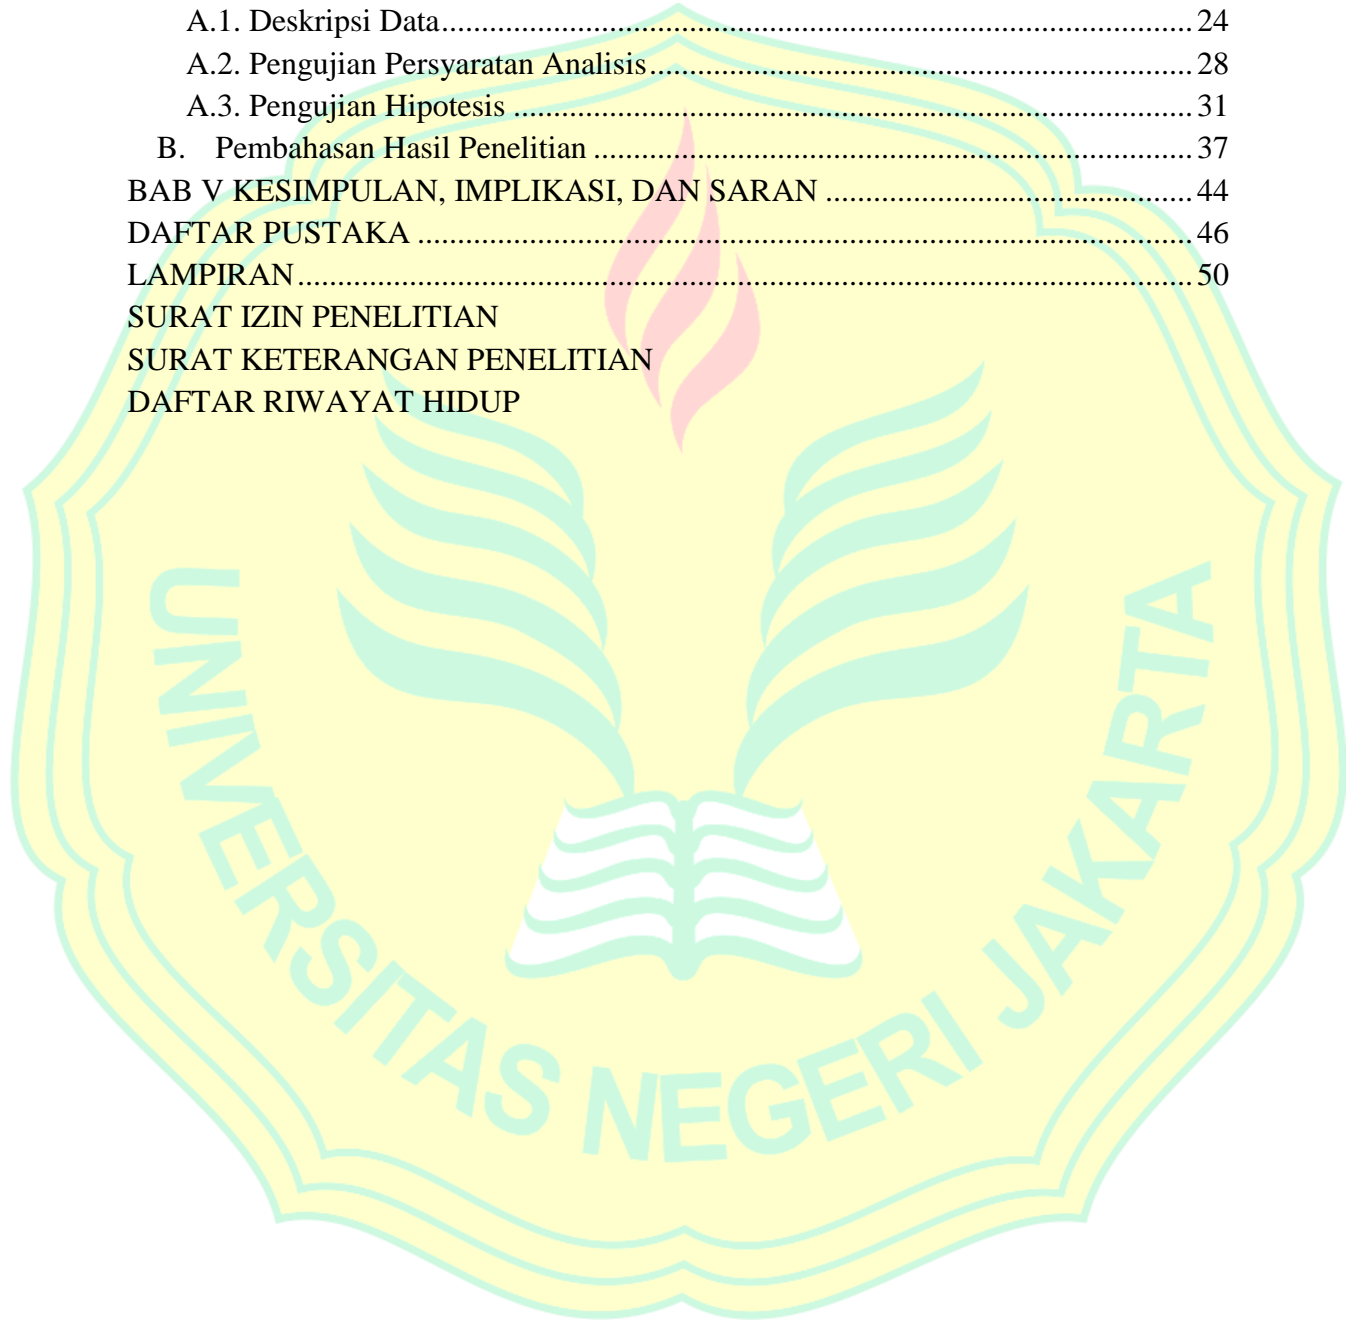 A.1. Deskripsi Data........................................................................................................ 24
A.2. Pengujian Persyaratan Analisis........................................................................... 28
A.3. Pengujian Hipotesis .............................................................................................. 31
B. Pembahasan Hasil Penelitian ................................................................................... 37
BAB V KESIMPULAN, IMPLIKASI, DAN SARAN ................................................... 44
DAFTAR PUSTAKA ........................................................................................................... 46
LAMPIRAN............................................................................................................................ 50
SURAT IZIN PENELITIAN
SURAT KETERANGAN PENELITIAN
DAFTAR RIWAYAT HIDUP
UNIVERSITAS NEGERI JAKARTA